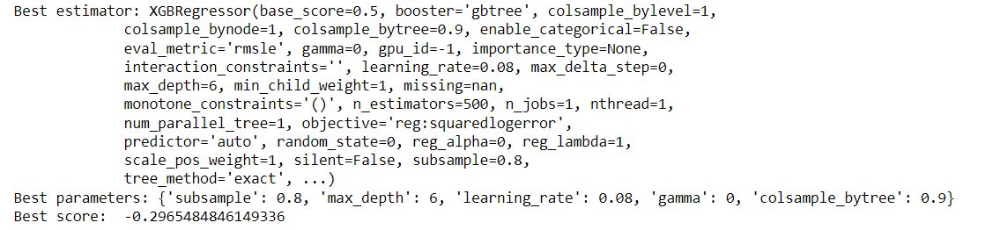 Best estimator: XGBRegressor(base_score=0.5, booster='gbtree', colsample_bylevel=1,
colsample_bynode=1, colsample_bytree=0.9, enable_categorical=False,
eval_metric='rmsle', gamma=0, gpu_id=-1, importance_type=None,
interaction_constraints='', learning_rate=0.08, max_delta_step=0,
max_depth=6, min_child_weight=1, missing=nan,
monotone_constraints='()', n_estimators=500, n_jobs=1, nthread=1,
num_parallel_tree=1, objective='reg:squaredlogerror',
predictor='auto', random_state=0, reg_alpha=0, reg_lambda=1,
scale_pos_weight=1, silent=False, subsample=0.8,
tree_method='exact', ...)
Best parameters: {'subsample': 0.8, 'max_depth': 6, 'learning_rate': 0.08, 'gamma': 0, 'colsample_bytree': 0.9}
Best score:  -0.2965484846149336